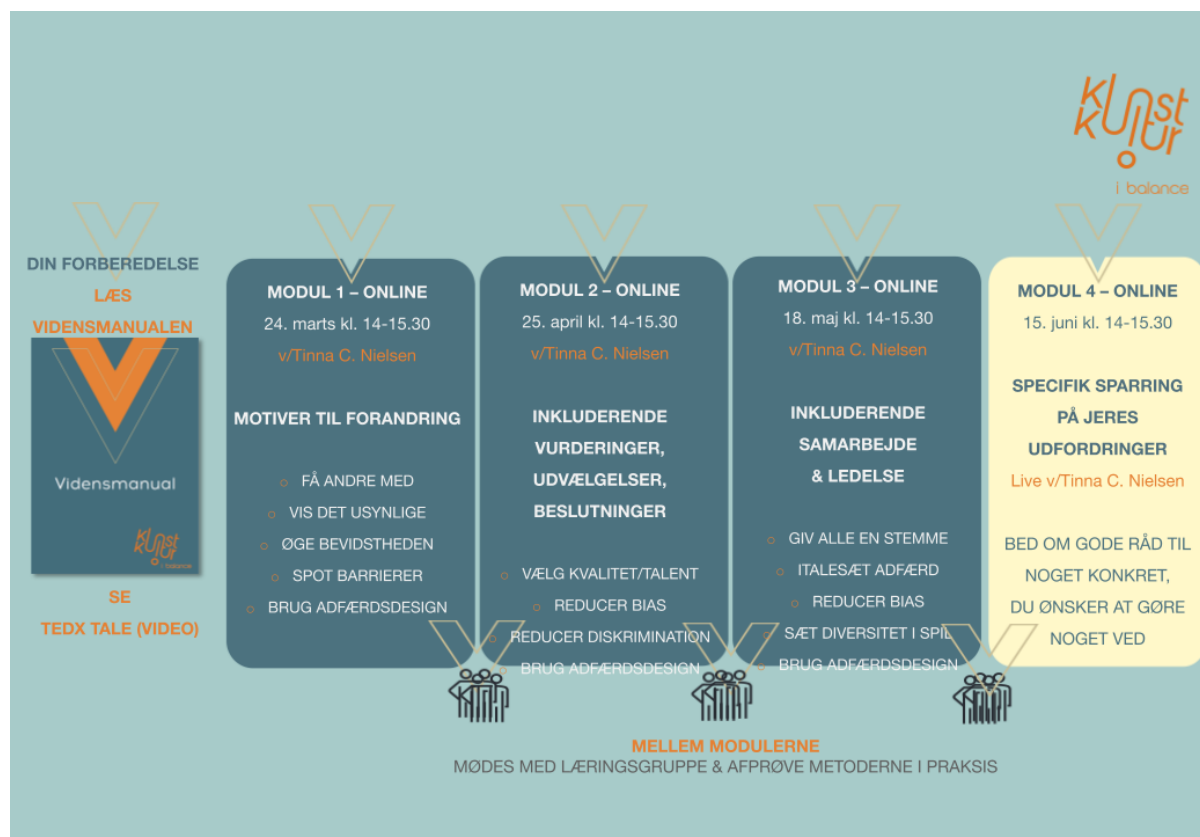 kunst
kultur
i balance
DIN FORBEREDELSE
LÆS
VIDENSMANUALEN
Vidensmanual
kunst
kultur
i balance
SE
TEDX TALE (VIDEO)
MODUL 1 – ONLINE
24. marts kl. 14-15.30
v/Tinna C. Nielsen
MOTIVER TIL FORANDRING
FÅ ANDRE MED
VIS DET USYNLIGE
ØGE BEVIDSTHEDEN
SPOT BARRIERER
BRUG ADFÆRDSDESIGN
MODUL 2 – ONLINE
25. april kl. 14-15.30
v/Tinna C. Nielsen
INKLUDERENDE
VURDERINGER,
UDVÆLGELSER,
BESLUTNINGER
VÆLG KVALITET/TALENT
REDUCER BIAS
REDUCER DISKRIMINATION
BRUG ADFÆRDSDESIGN
MODUL 3 – ONLINE
18. maj kl. 14-15.30
v/Tinna C. Nielsen
INKLUDERENDE
SAMARBEJDE
& LEDELSE
GIV ALLE EN STEMME
ITALESÆT ADFÆRD
REDUCER BIAS
SÆT DIVERSITET I SPIL
BRUG ADFÆRDSDESIGN
MODUL 4 – ONLINE
15. juni kl. 14-15.30
SPECIFIK SPARRING
PÅ JERES
UDFORDRINGER
Live v/Tinna C. Nielsen
BED OM GODE RÅD TIL
NOGET KONKRET,
DU ØNSKER AT GØRE
NOGET VED
MELLEM MODULERNE
MØDES MED LÆRINGSGRUPPE & AFPRØVE METODERNE I PRAKSIS